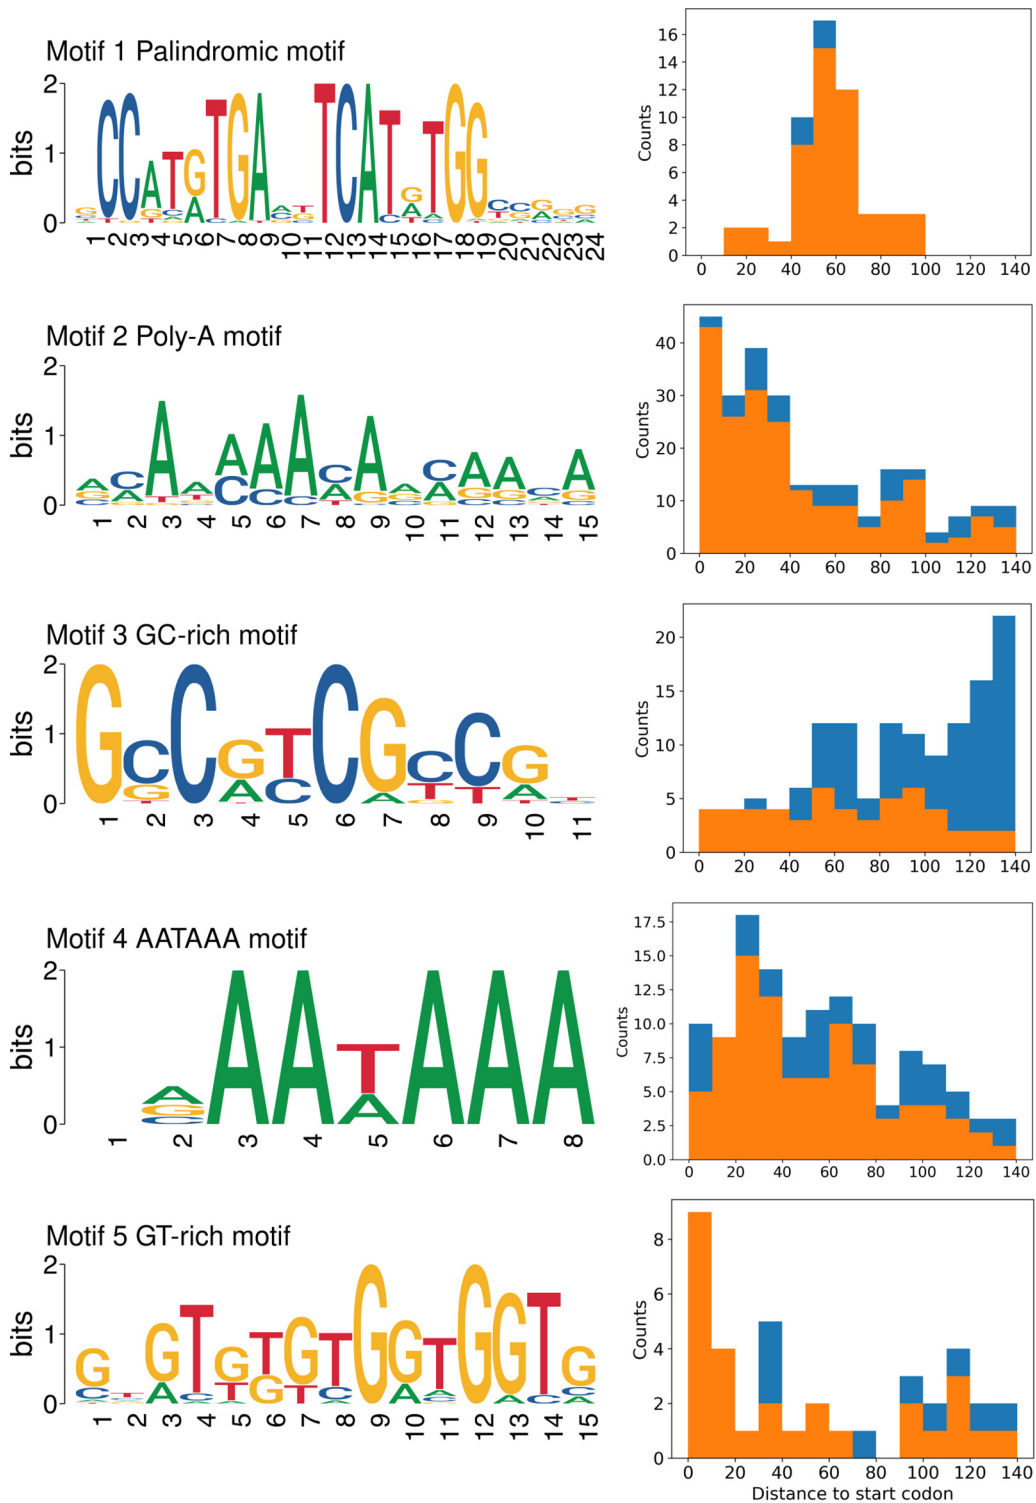 Motif 1 Palindromic motif
bits
2
1
0
1 2 3 4 5 6 7 8 9 10 11 12 13 14 15 16 17 18 19 20 21 22 23 24
Counts
16
14
12
10
8
6
4
2
0
0 20 40 60 80 100 120 140
Motif 2 Poly-A motif
bits
2
1
0
1 2 3 4 5 6 7 8 9 10 11 12 13 14 15
Counts
40
30
20
10
0
0 20 40 60 80 100 120 140
Motif 3 GC-rich motif
bits
2
1
0
1 2 3 4 5 6 7 8 9 10 11
Counts
20
15
10
5
0
0 20 40 60 80 100 120 140
Motif 4 AATAAA motif
bits
2
1
0
1 2 3 4 5 6 7 8
Counts
17.5
15.0
12.5
10.0
7.5
5.0
2.5
0.0
0 20 40 60 80 100 120 140
Motif 5 GT-rich motif
bits
2
1
0
1 2 3 4 5 6 7 8 9 10 11 12 13 14 15
Counts
8
6
4
2
0
0 20 40 60 80 100 120 140
Distance to start codon